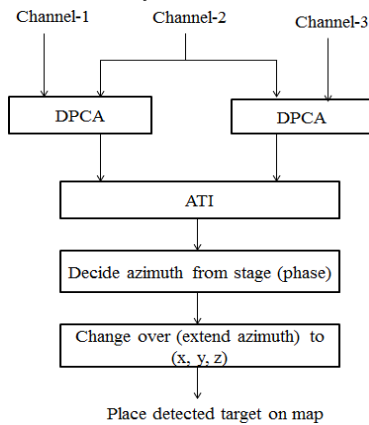 Channel-1 Channel-2 Channel-3
DPCA DPCA
ATI
Decide azimuth from stage (phase)
Change over (extend azimuth) to
(x, y, z)
Place detected target on map